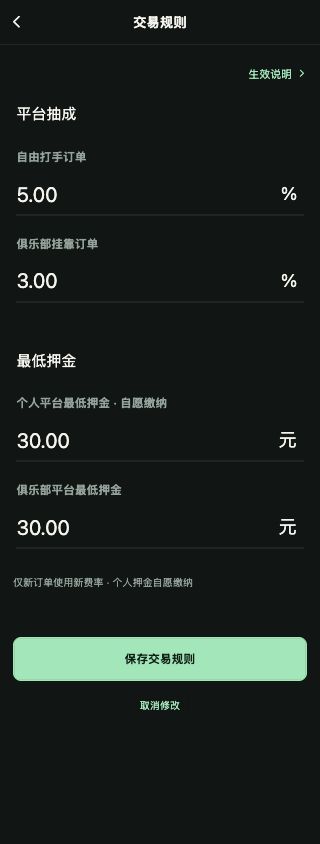 交易规则
生效说明
平台抽成
自由打手订单
5.00 %
俱乐部挂靠订单
3.00 %
最低押金
个人平台最低押金 · 自愿缴纳
30.00 元
俱乐部平台最低押金
30.00 元
仅新订单使用新费率 · 个人押金自愿缴纳
保存交易规则
取消修改